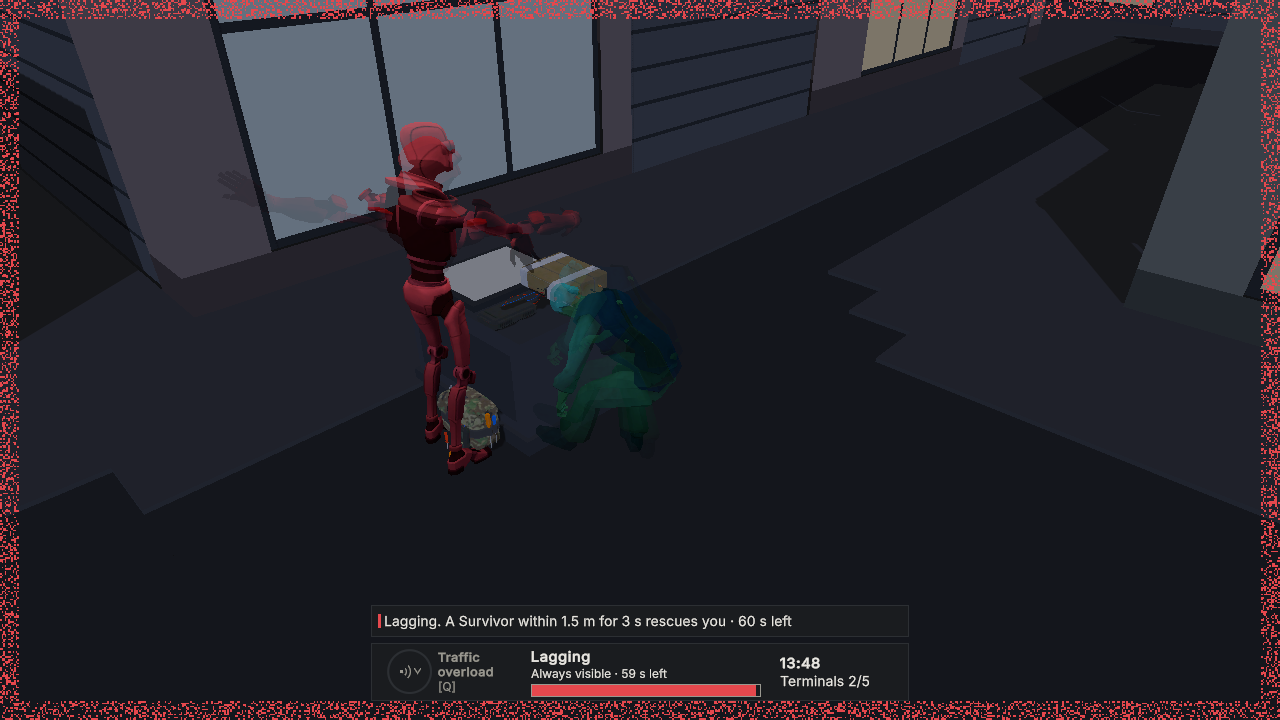 Lagging. A Survivor within 1.5 m for 3 s rescues you · 60 s left
Traffic
overload
[Q]
Lagging
Always visible · 59 s left
13:48
Terminals 2/5